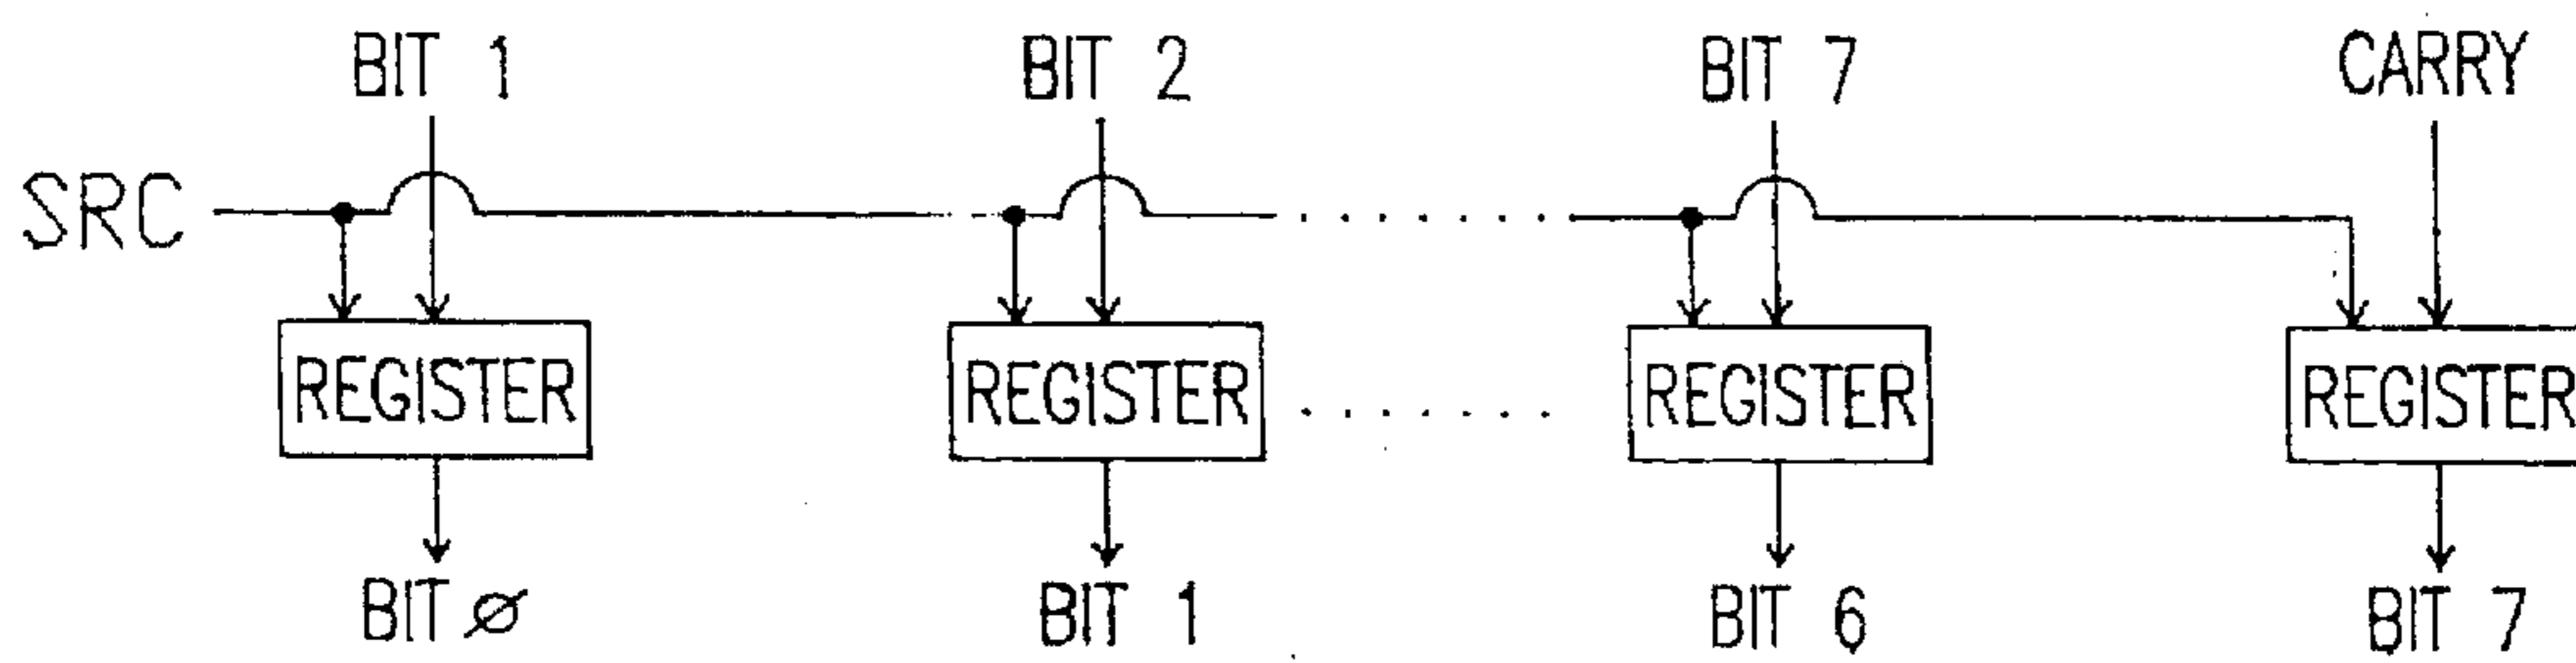 BIT 1 BIT 2 BIT 7 CARRY
SRC
REGISTER REGISTER REGISTER REGISTER
BIT ø BIT 1 BIT 6 BIT 7